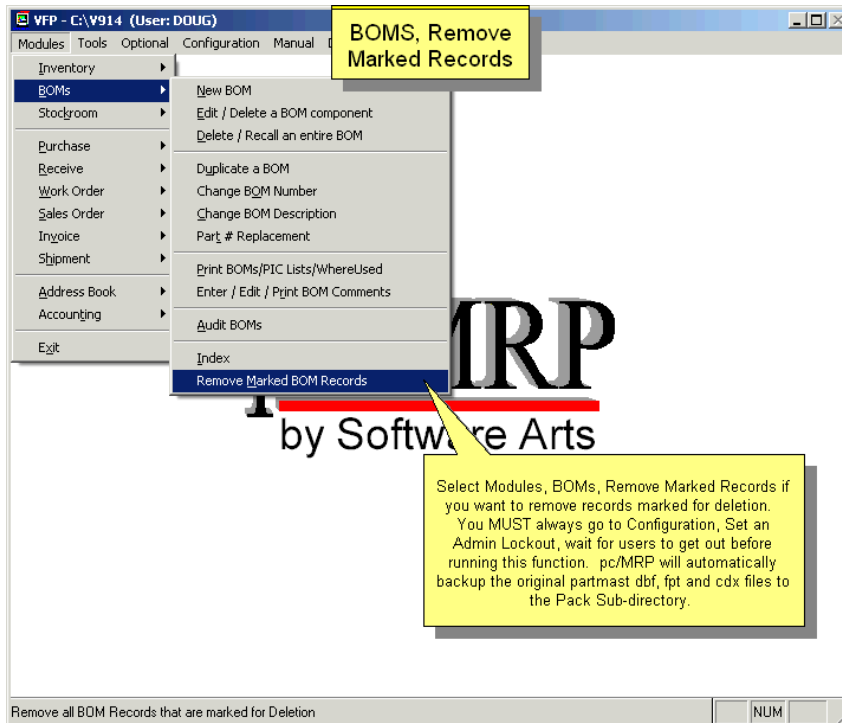 VFP - C:\V914 (User: DOUG)
Modules Tools Optional Configuration Manual
BOMS, Remove
Marked Records
Inventory
BOMs
Stockroom
Purchase
Receive
Work Order
Sales Order
Invoice
Shipment
Address Book
Accounting
Exit
New BOM
Edit / Delete a BOM component
Delete / Recall an entire BOM
Duplicate a BOM
Change BOM Number
Change BOM Description
Part # Replacement
Print BOMs/PIC Lists/WhereUsed
Enter / Edit / Print BOM Comments
Audit BOMs
Index
Remove Marked BOM Records
MRP
by Software Arts
Select Modules, BOMs, Remove Marked Records if
you want to remove records marked for deletion.
You MUST always go to Configuration, Set an
Admin Lockout, wait for users to get out before
running this function. pc/MRP will automatically
backup the original partmast dbf, fpt and cdx files to
the Pack Sub-directory.
Remove all BOM Records that are marked for Deletion
NUM